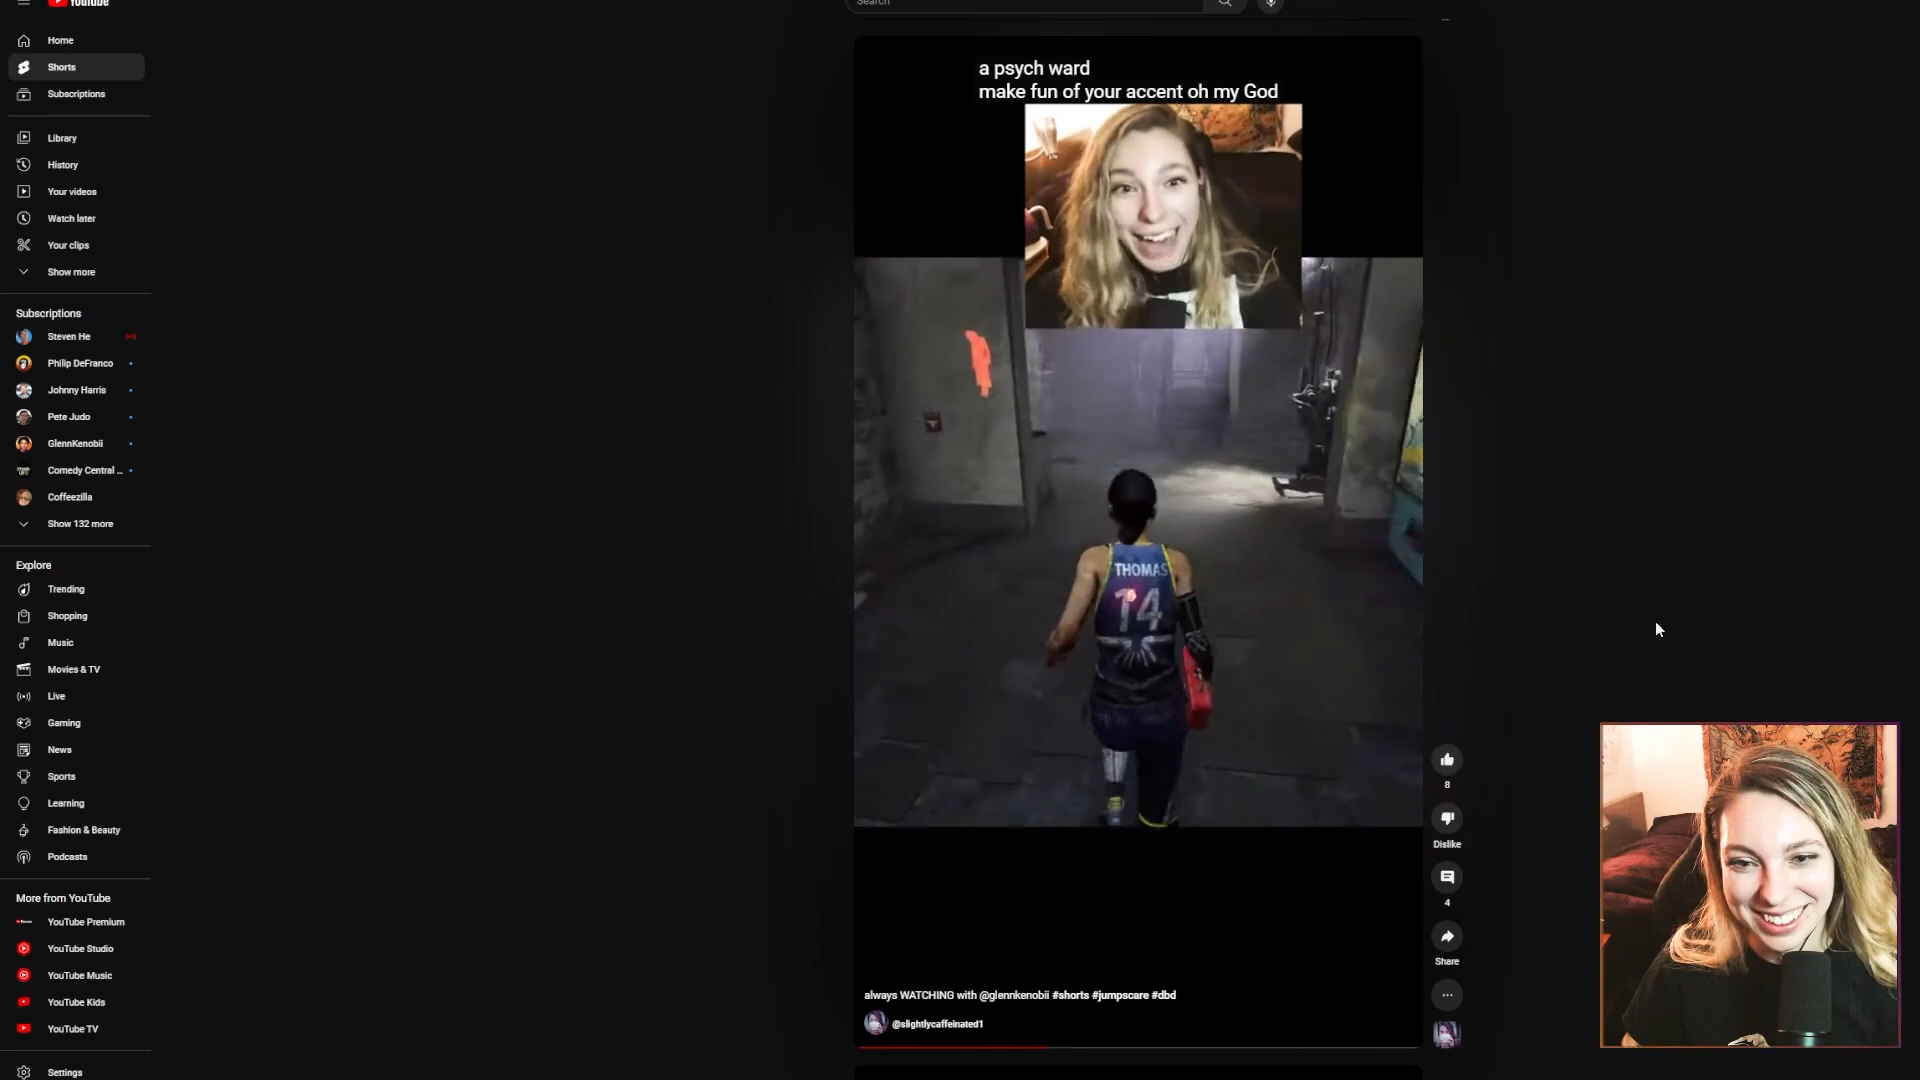 YouTube
Search
Home
Shorts
Subscriptions
Library
History
Your videos
Watch later
Your clips
Show more
Subscriptions
Steven He
Philip DeFranco
Johnny Harris
Pete Judo
GlennKenobii
Comedy Central ...
Coffeezilla
Show 132 more
Explore
Trending
Shopping
Music
Movies & TV
Live
Gaming
News
Sports
Learning
Fashion & Beauty
Podcasts
More from YouTube
YouTube Premium
YouTube Studio
YouTube Music
YouTube Kids
YouTube TV
Settings
a psych ward
make fun of your accent oh my God
THOMAS
14
8
Dislike
4
Share
always WATCHING with @glennkenobii #shorts #jumpscare #dbd
@slightlycaffeinated1